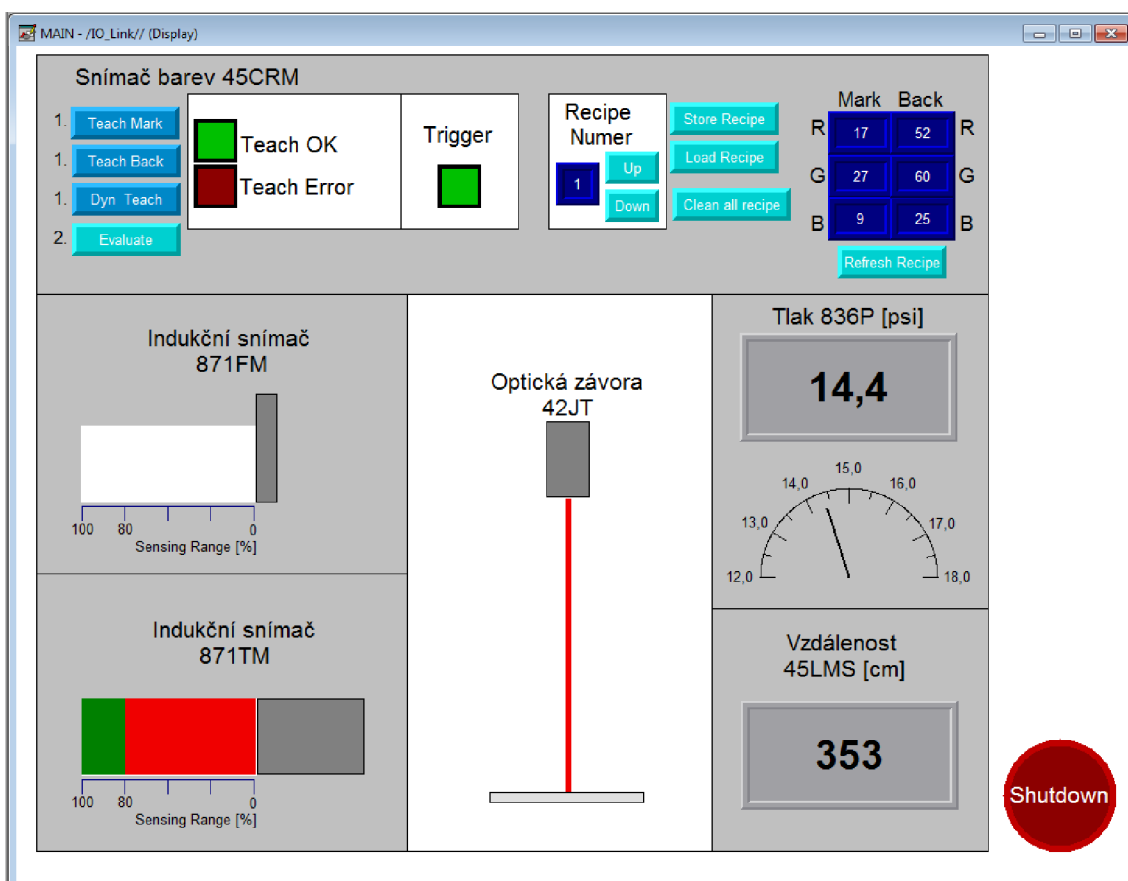 MAIN - /IO_Link// (Display)
Snímač barev 45CRM
1. Teach Mark
1. Teach Back
1. Dyn Teach
2. Evaluate
Teach OK
Teach Error
Trigger
Recipe
Numer
1
Up
Down
Store Recipe
Load Recipe
Clean all recipe
Mark Back
R 17 52 R
G 27 60 G
B 9 25 B
Refresh Recipe
Indukční snímač
871FM
100 80 0
Sensing Range [%]
Indukční snímač
871TM
100 80 0
Sensing Range [%]
Optická závora
42JT
Tlak 836P [psi]
14,4
15,0
14,0 16,0
13,0 17,0
12,0 18,0
Vzdálenost
45LMS [cm]
353
Shutdown